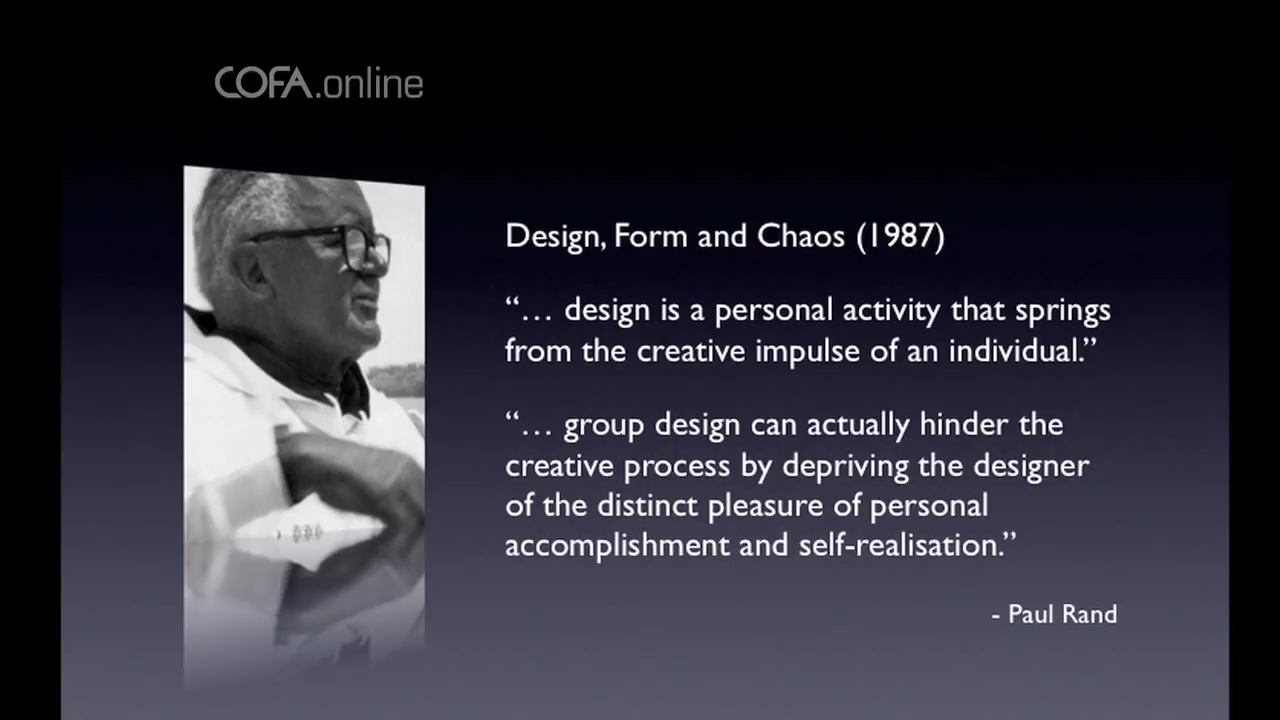 COFA.online
Design, Form and Chaos (1987)
“… design is a personal activity that springs
from the creative impulse of an individual.”
“… group design can actually hinder the
creative process by depriving the designer
of the distinct pleasure of personal
accomplishment and self-realisation.”
- Paul Rand